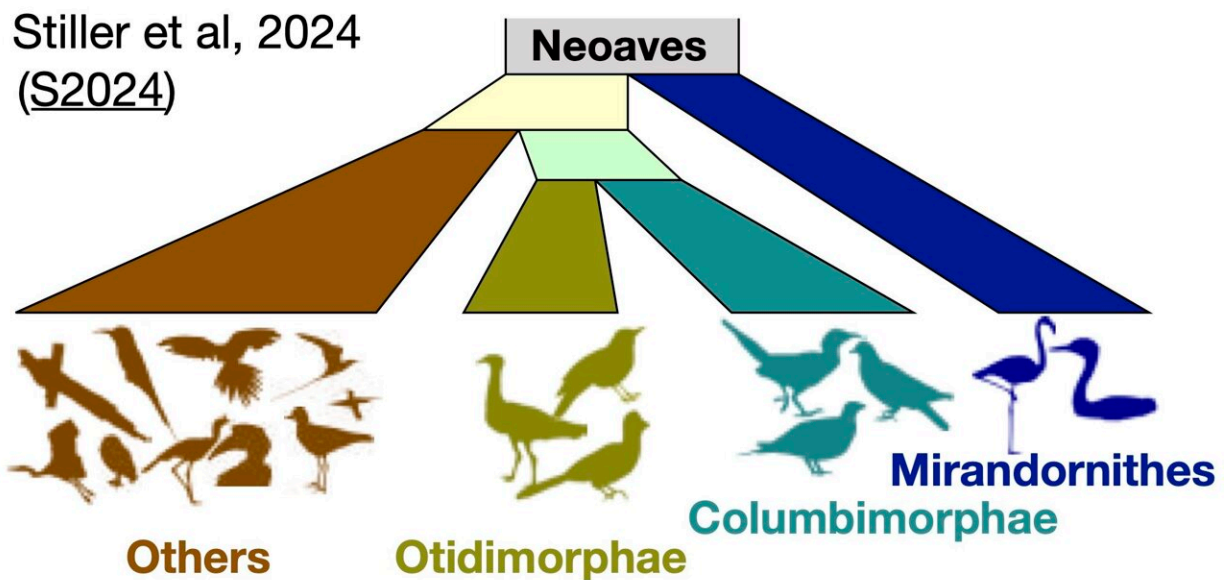 Stiller et al, 2024
(S2024)
Neoaves
Mirandornithes
Columbimorphae
Others
Otidimorphae